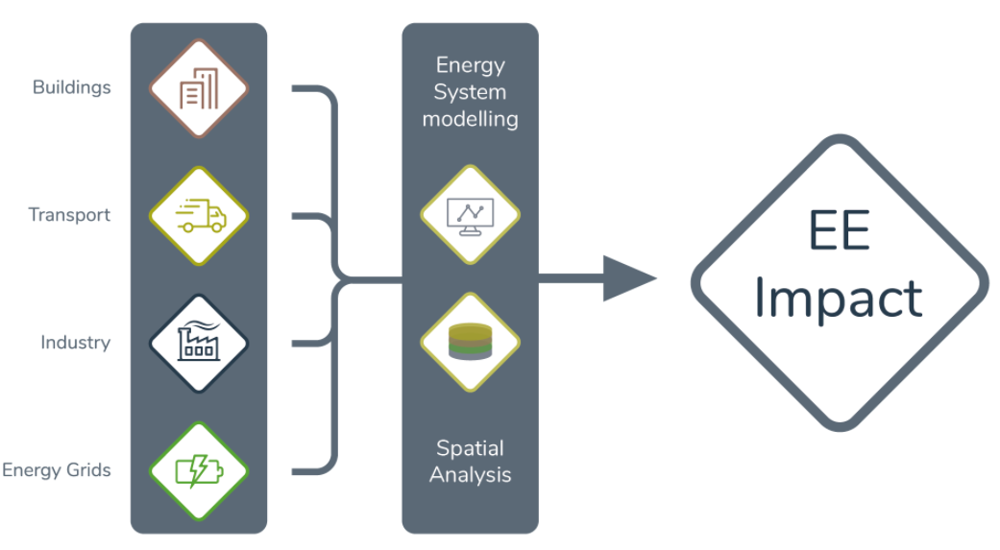 Buildings
Transport
Industry
Energy Grids
Energy
System
modelling
Spatial
Analysis
EE
Impact